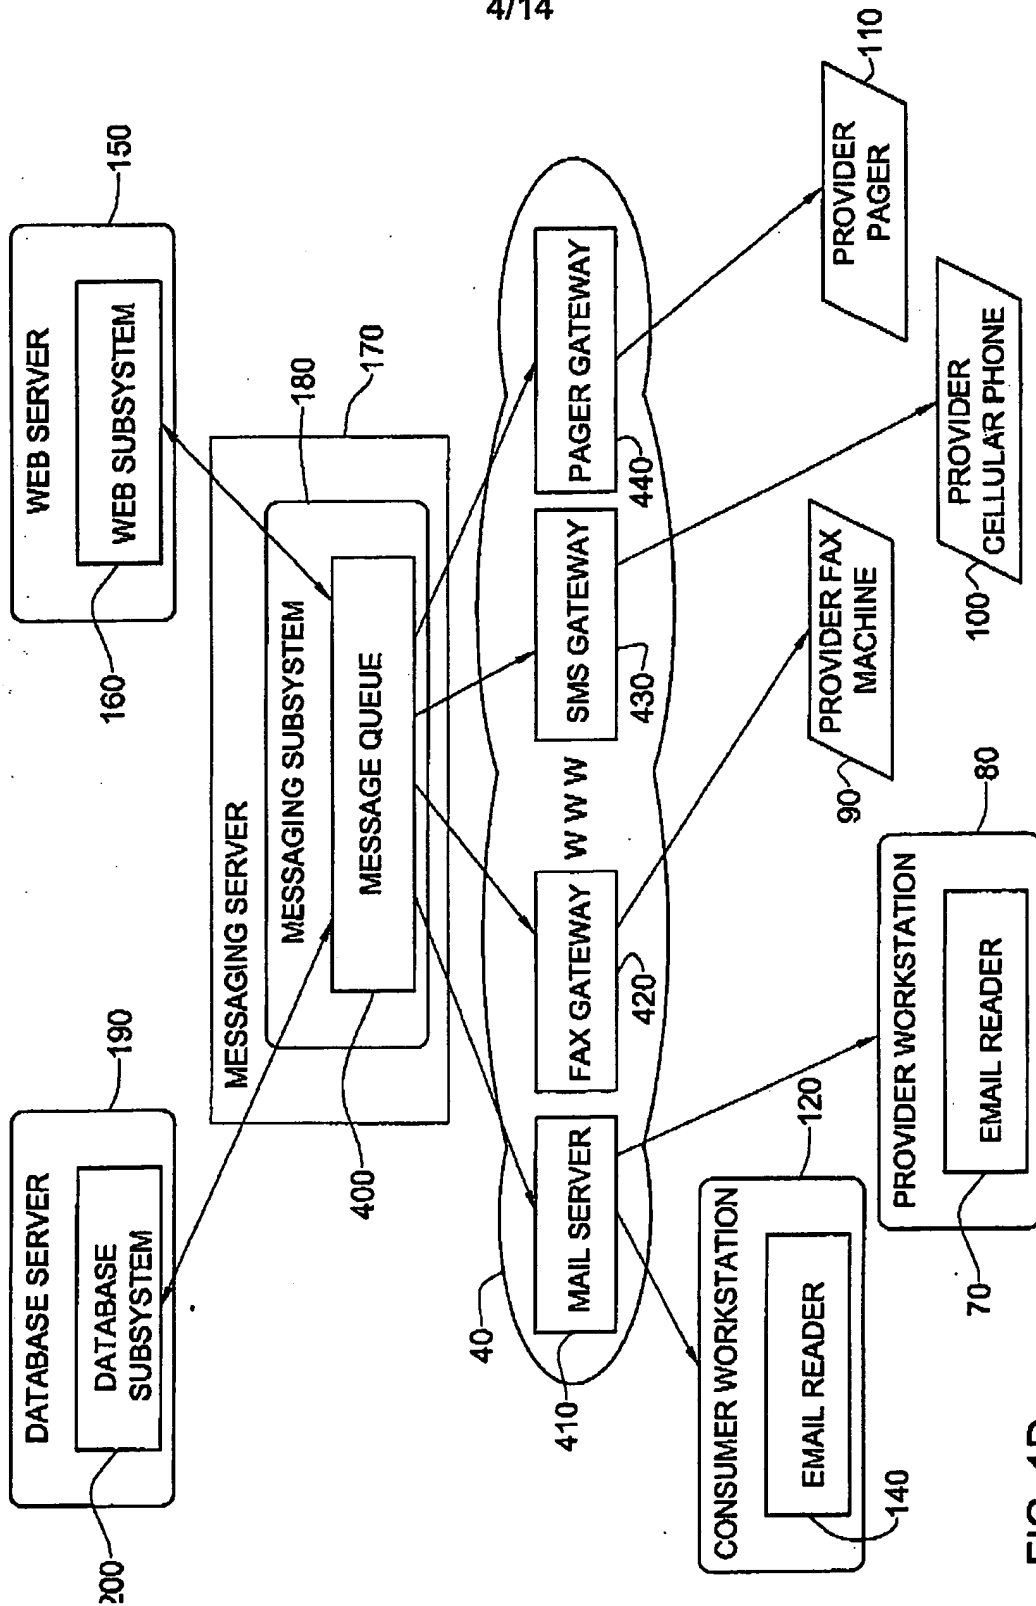 4/14
DATABASE SERVER
DATABASE
SUBSYSTEM
190
200
WEB SERVER
WEB SUBSYSTEM
150
160
MESSAGING SERVER
MESSAGING SUBSYSTEM
MESSAGE QUEUE
180
170
400
40
MAIL SERVER
410
FAX GATEWAY
420
W W W
SMS GATEWAY
430
PAGER GATEWAY
440
CONSUMER WORKSTATION
EMAIL READER
120
140
PROVIDER WORKSTATION
EMAIL READER
80
70
PROVIDER FAX
MACHINE
90
PROVIDER
CELLULAR PHONE
100
PROVIDER
PAGER
110